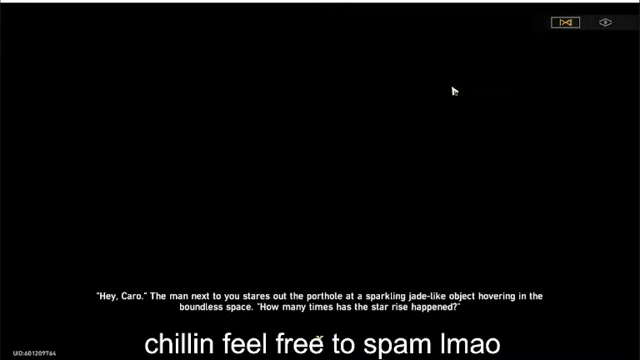 "Hey, Caro." The man next to you stares out the porthole at a sparkling jade-like object hovering in the
boundless space. "How many times has the star rise happened?"
chillin feel free to spam lmao
UID:601209764